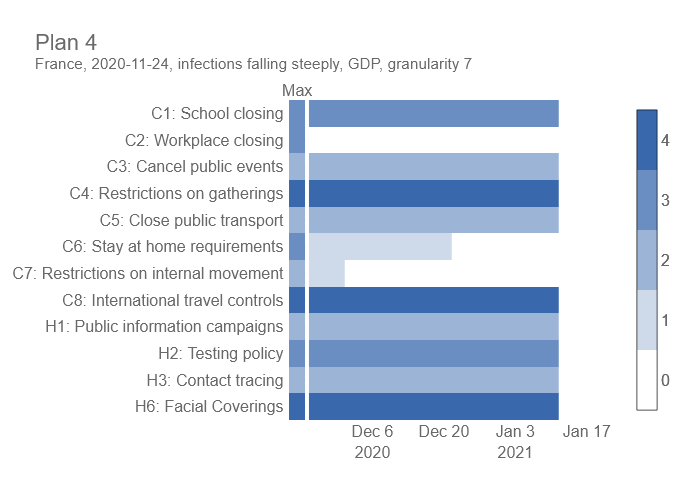 Plan 4
France, 2020-11-24, infections falling steeply, GDP, granularity 7
Max
C1: School closing
C2: Workplace closing
C3: Cancel public events
C4: Restrictions on gatherings
C5: Close public transport
C6: Stay at home requirements
C7: Restrictions on internal movement
C8: International travel controls
H1: Public information campaigns
H2: Testing policy
H3: Contact tracing
H6: Facial Coverings
Dec 6 Dec 20 Jan 3 Jan 17
2020 2021
4
3
2
1
0